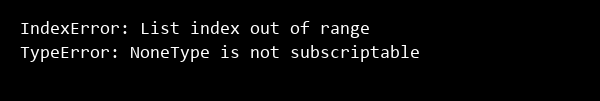 IndexError: List index out of range
TypeError: NoneType is not subscriptable